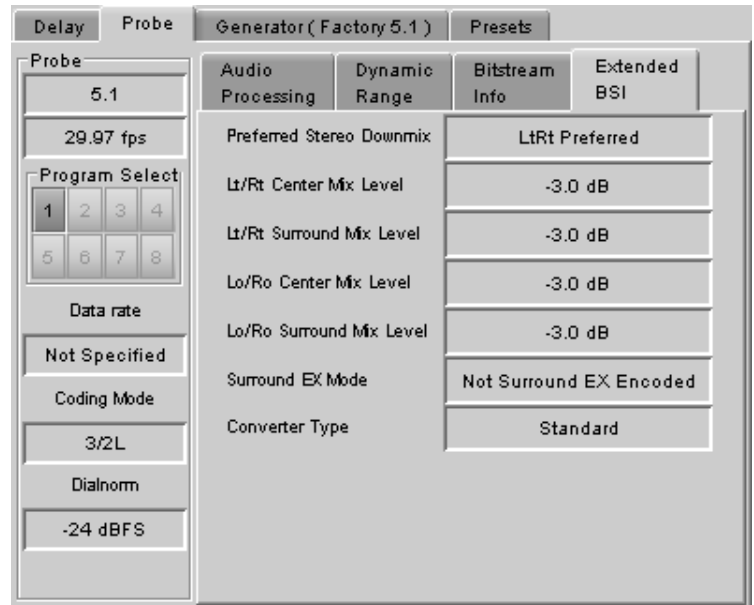 Delay Probe Generator ( Factory 5.1 ) Presets
Probe
5.1
29.97 fps
Program Select
1 2 3 4
5 6 7 8
Data rate
Not Specified
Coding Mode
3/2L
Dialnorm
-24 dBFS
Audio Processing
Dynamic Range
Bitstream Info
Extended BSI
Preferred Stereo Downmix LtRt Preferred
Lt/Rt Center Mix Level -3.0 dB
Lt/Rt Surround Mix Level -3.0 dB
Lo/Ro Center Mix Level -3.0 dB
Lo/Ro Surround Mix Level -3.0 dB
Surround EX Mode Not Surround EX Encoded
Converter Type Standard